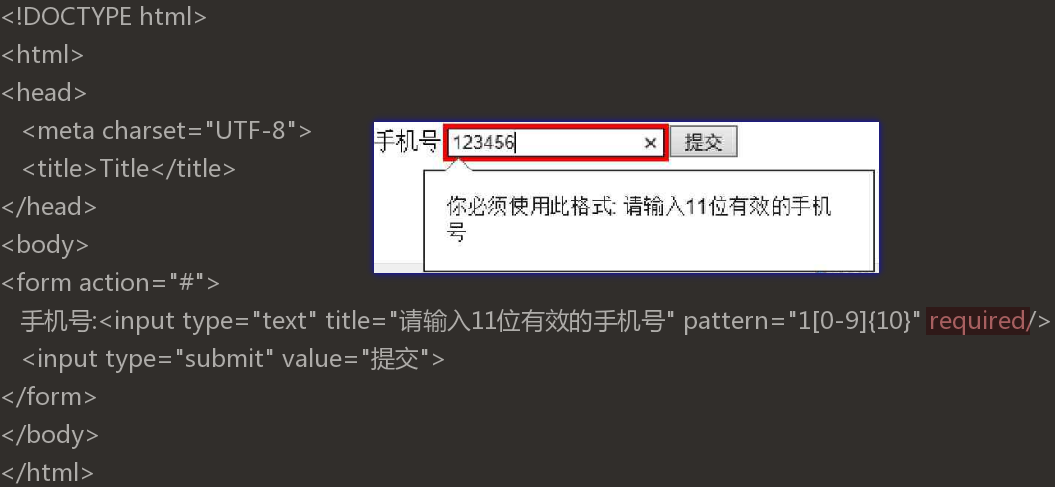 <!DOCTYPE html>
<html>
<head>
<meta charset="UTF-8">
<title>Title</title>
</head>
<body>
<form action="#">
手机号:<input type="text" title="请输入11位有效的手机号" pattern="1[0-9]{10}" required/>
<input type="submit" value="提交">
</form>
</body>
</html>
手机号 123456 × 提交
你必须使用此格式: 请输入11位有效的手机
号